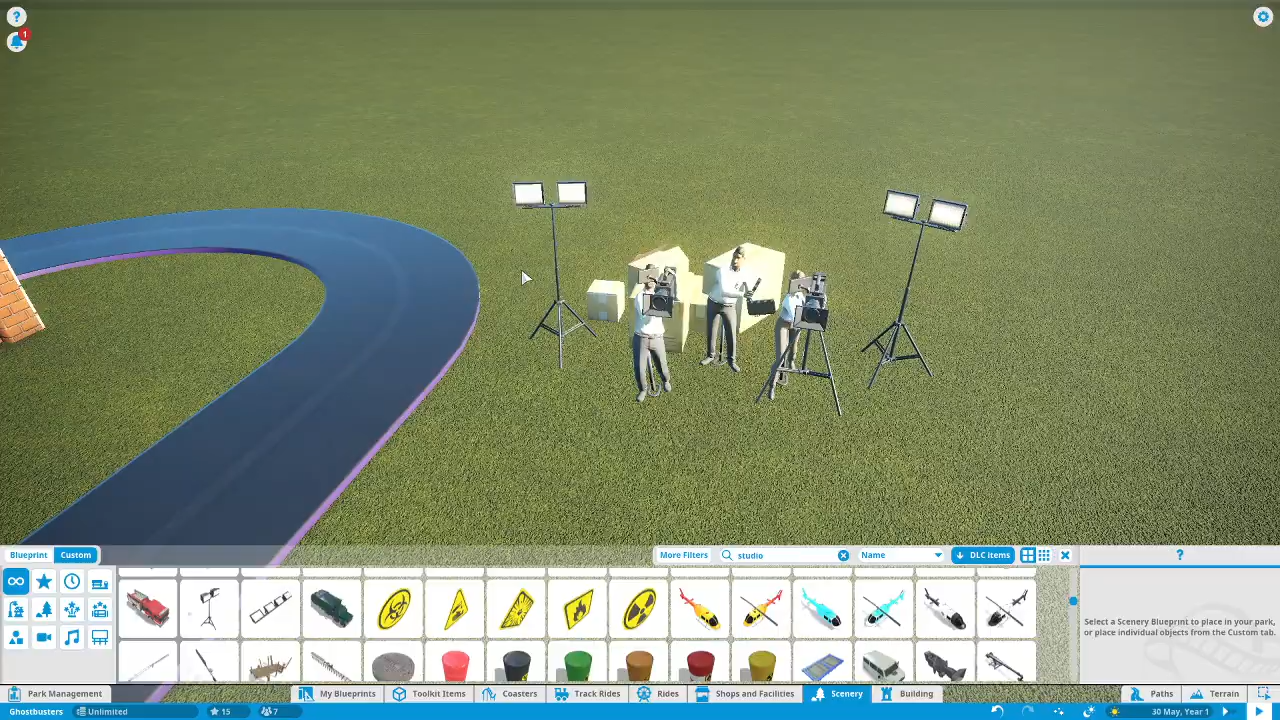 ?
1
Blueprint
Custom
More Filters
studio
Name
DLC items
?
Select a Scenery Blueprint to place in your park,
or place individual objects from the Custom tab.
Park Management
My Blueprints
Toolkit Items
Coasters
Track Rides
Rides
Shops and Facilities
Scenery
Building
Paths
Terrain
Ghostbusters
Unlimited
15
7
30 May, Year 1